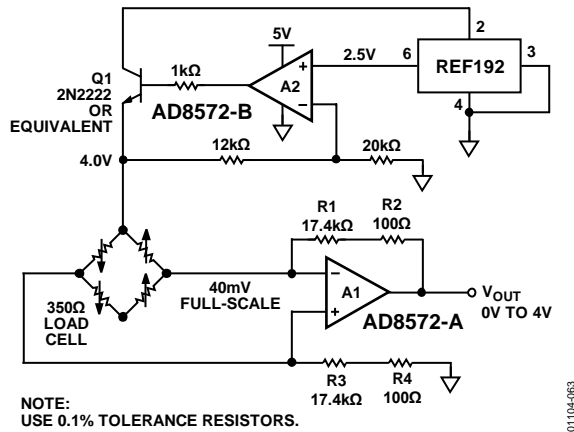 2
5V
6
3
REF192
2.5V
1kΩ
A2
Q1
2N2222
OR
EQUIVALENT
AD8572-B
4
4.0V
12kΩ
20kΩ
R1
17.4kΩ
R2
100Ω
40mV
FULL-SCALE
A1
VOUT
0V TO 4V
AD8572-A
350Ω
LOAD
CELL
R3
17.4kΩ
R4
100Ω
NOTE:
USE 0.1% TOLERANCE RESISTORS.
01104-063